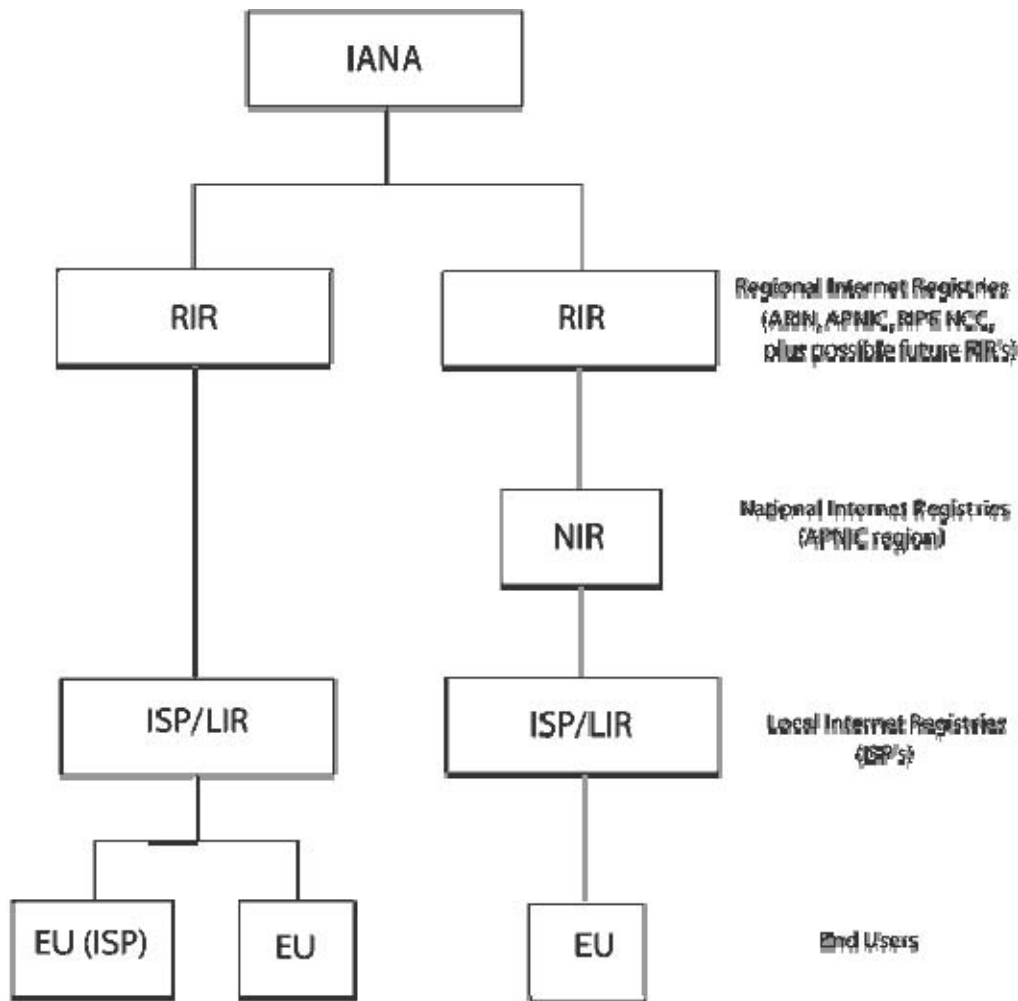 IANA
RIR
RIR
Regional Internet Registries
(ARIN, APNIC, RIPE NCC,
plus possible future RIR's)
NIR
National Internet Registries
(APNIC region)
ISP/LIR
ISP/LIR
Local Internet Registries
(ISP's)
EU (ISP)
EU
EU
End Users